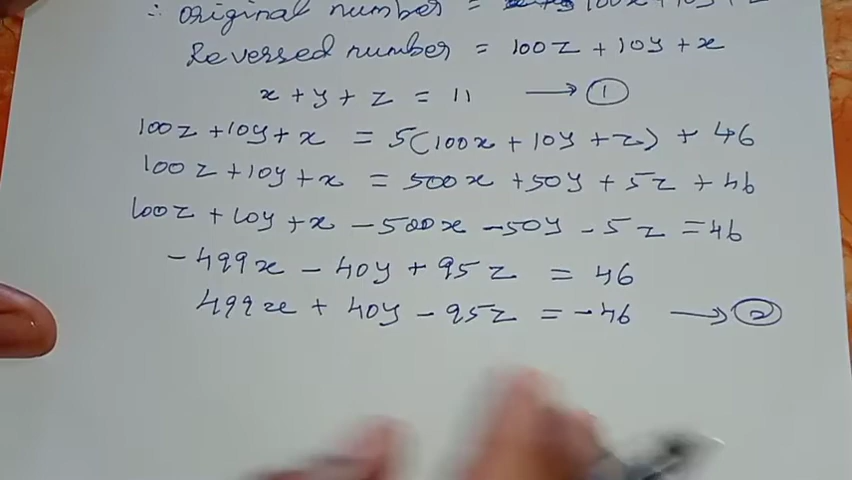 ∴ original number = 100x + 10y + z
Reversed number = 100z + 10y + x
x + y + z = 11 → ①
100z + 10y + x = 5(100x + 10y + z) + 46
100z + 10y + x = 500x + 50y + 5z + 46
100z + 10y + x - 500x - 50y - 5z = 46
- 499x - 40y + 95z = 46
499x + 40y - 95z = - 46 → ②